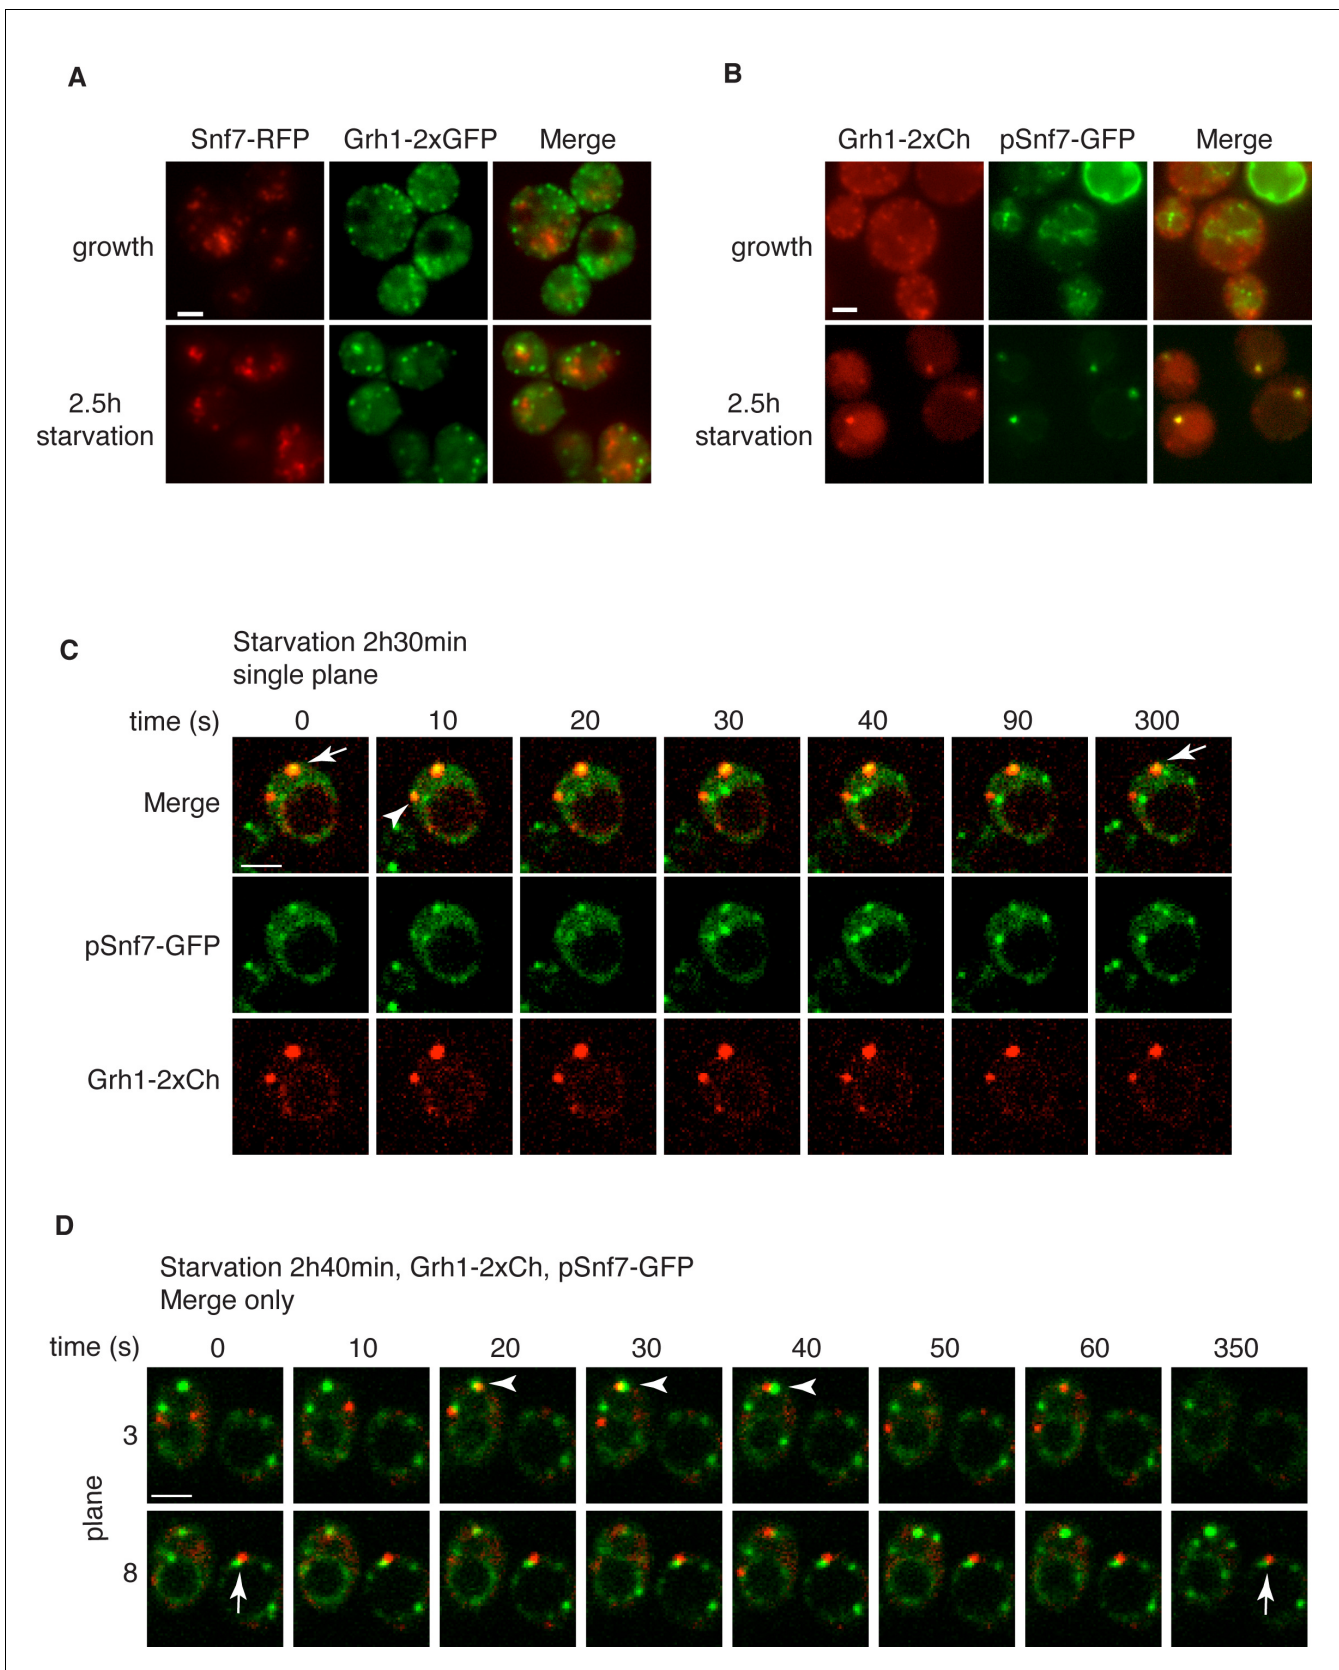 A
B
Snf7-RFP Grh1-2xGFP Merge
Grh1-2xCh pSnf7-GFP Merge
growth
growth
2.5h
starvation
2.5h
starvation
C
Starvation 2h30min
single plane
time (s) 0 10 20 30 40 90 300
Merge
pSnf7-GFP
Grh1-2xCh
D
Starvation 2h40min, Grh1-2xCh, pSnf7-GFP
Merge only
time (s) 0 10 20 30 40 50 60 350
3
plane
8